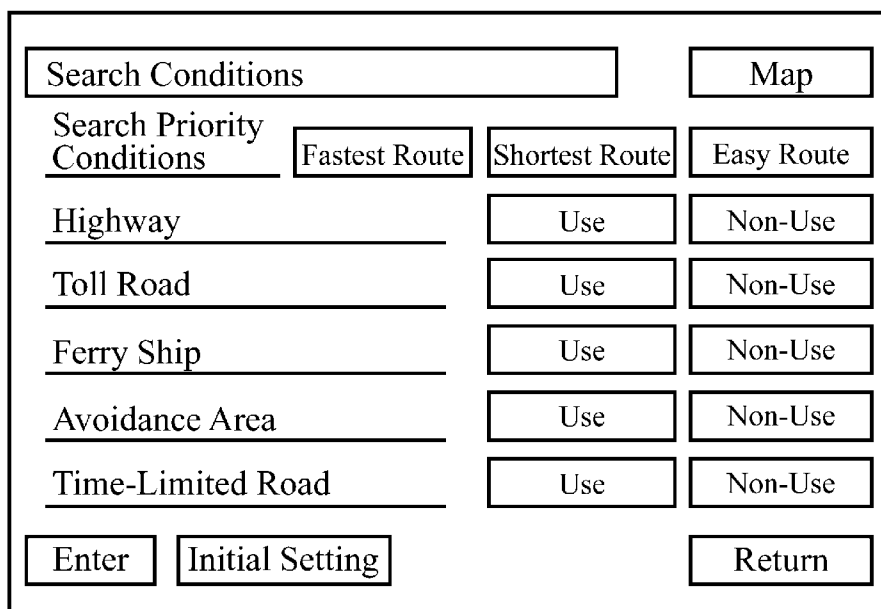 Search Conditions
Map
Search Priority
Conditions
Fastest Route
Shortest Route
Easy Route
Highway
Use
Non-Use
Toll Road
Use
Non-Use
Ferry Ship
Use
Non-Use
Avoidance Area
Use
Non-Use
Time-Limited Road
Use
Non-Use
Enter
Initial Setting
Return